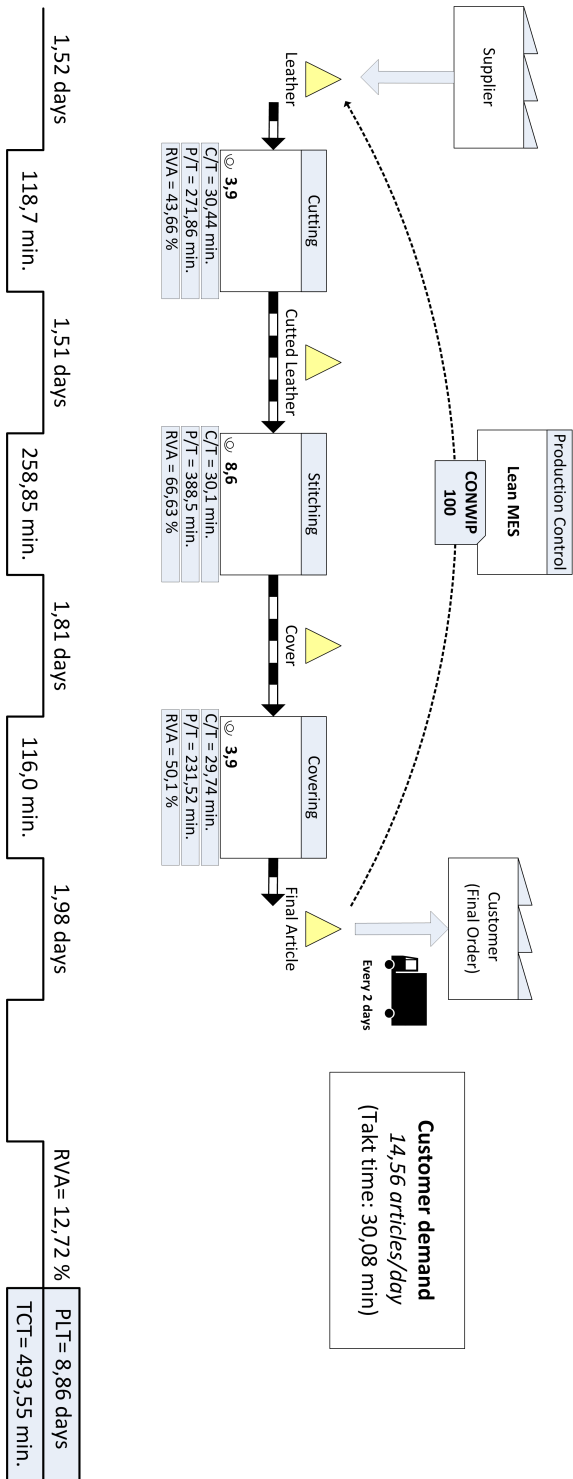 Production Control
Lean MES
CONWIP
100
Supplier
Customer
(Final Order)
Every 2 days
Customer demand
14,56 articles/day
(Takt time: 30,08 min)
Leather
Cutting
3,9
C/T = 30,44 min.
P/T = 271,86 min.
RVA = 43,66 %
Cutted Leather
Stitching
8,6
C/T = 30,1 min.
P/T = 388,5 min.
RVA = 66,63 %
Cover
Covering
3,9
C/T = 29,74 min.
P/T = 231,52 min.
RVA = 50,1 %
Final Article
1,52 days
118,7 min.
1,51 days
258,85 min.
1,81 days
116,0 min.
1,98 days
RVA= 12,72 %
PLT= 8,86 days
TCT= 493,55 min.